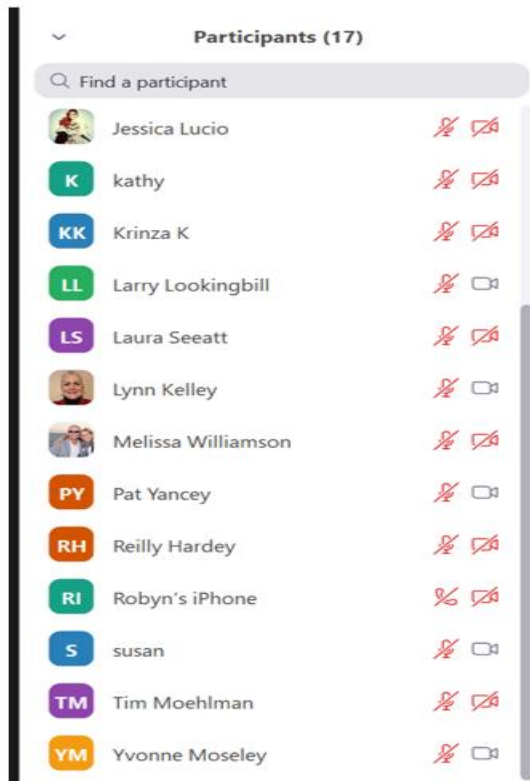 Participants (17)
Find a participant
Jessica Lucio
K kathy
KK Krinza K
LL Larry Lookingbill
LS Laura Seeatt
Lynn Kelley
Melissa Williamson
PY Pat Yancey
RH Reilly Hardey
RI Robyn's iPhone
S susan
TM Tim Moehlman
YM Yvonne Moseley